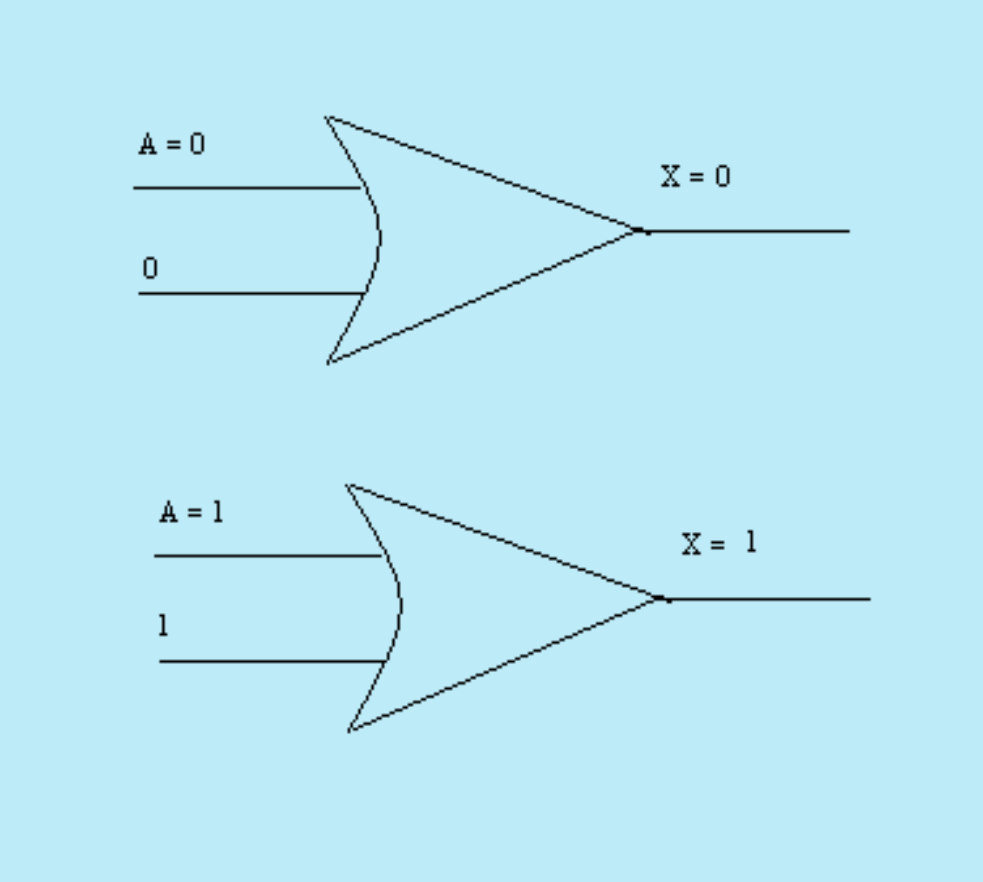 A = 0
X = 0
0
A = 1
X = 1
1